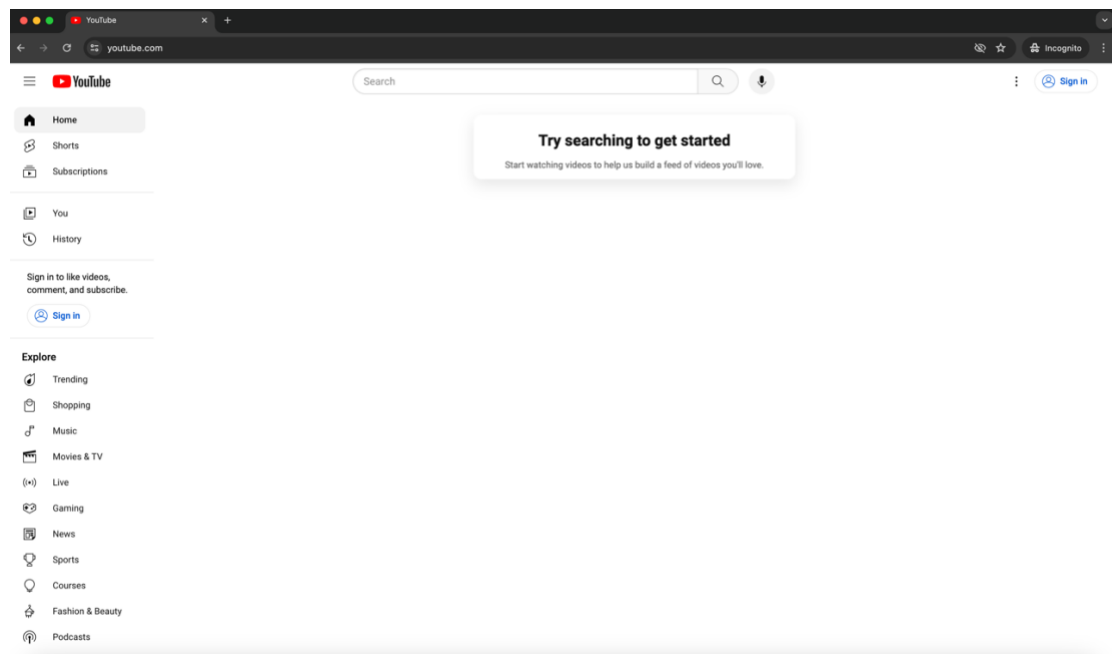 YouTube
youtube.com
Incognito
YouTube
Search
Sign in
Home
Shorts
Subscriptions
You
History
Sign in to like videos,
comment, and subscribe.
Sign in
Explore
Trending
Shopping
Music
Movies & TV
Live
Gaming
News
Sports
Courses
Fashion & Beauty
Podcasts
Try searching to get started
Start watching videos to help us build a feed of videos you'll love.